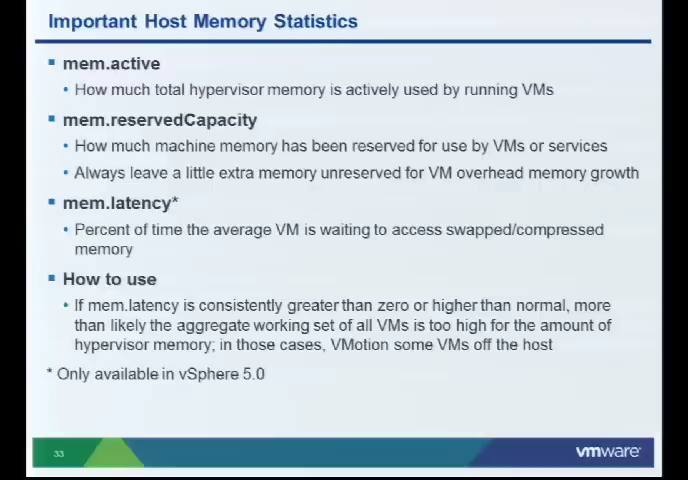 Important Host Memory Statistics
mem.active
How much total hypervisor memory is actively used by running VMs
mem.reservedCapacity
How much machine memory has been reserved for use by VMs or services
Always leave a little extra memory unreserved for VM overhead memory growth
mem.latency*
Percent of time the average VM is waiting to access swapped/compressed
memory
How to use
If mem.latency is consistently greater than zero or higher than normal, more
than likely the aggregate working set of all VMs is too high for the amount of
hypervisor memory; in those cases, VMotion some VMs off the host
* Only available in vSphere 5.0
33
vmware